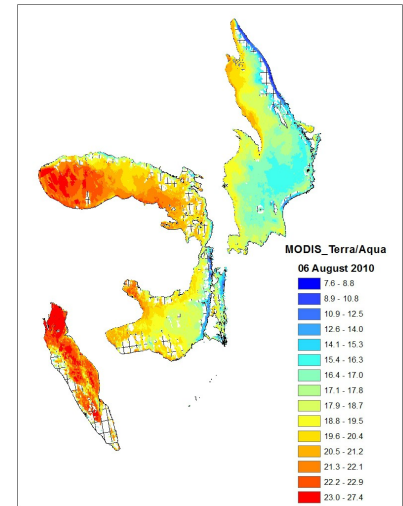 MODIS_Terra/Aqua
06 August 2010
7.6 - 8.8
8.9 - 10.8
10.9 - 12.5
12.6 - 14.0
14.1 - 15.3
15.4 - 16.3
16.4 - 17.0
17.1 - 17.8
17.9 - 18.7
18.8 - 19.5
19.6 - 20.4
20.5 - 21.2
21.3 - 22.1
22.2 - 22.9
23.0 - 27.4